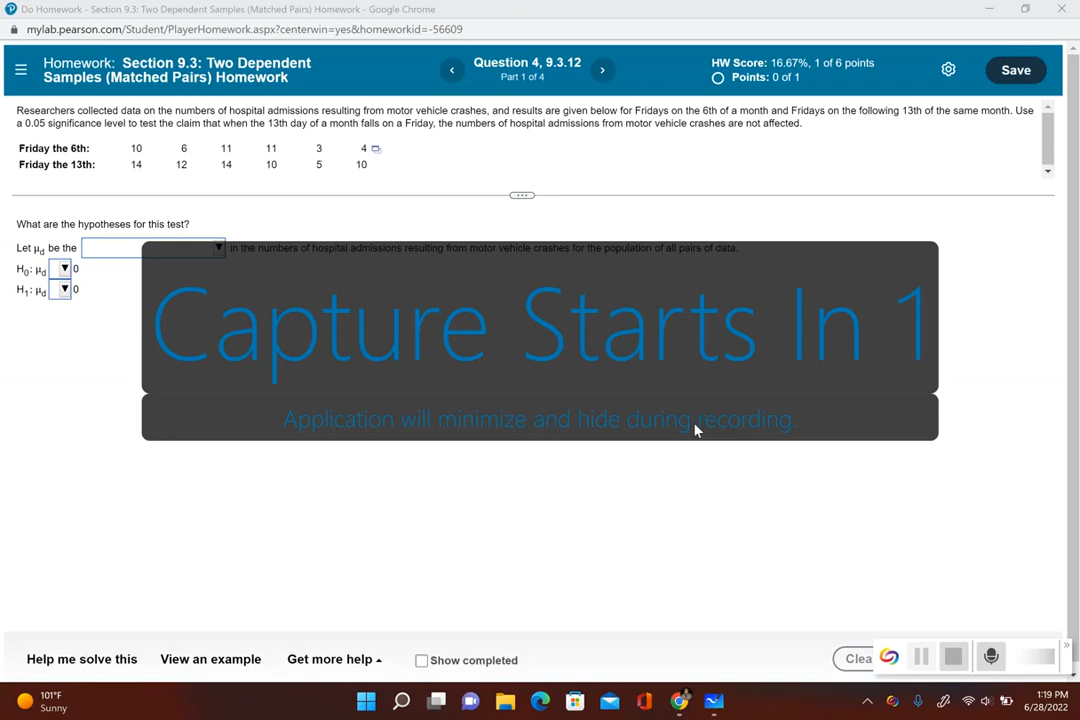 Do Homework - Section 9.3: Two Dependent Samples (Matched Pairs) Homework - Google Chrome
mylab.pearson.com/Student/PlayerHomework.aspx?centerwin=yes&homeworkid=-56609
Homework: Section 9.3: Two Dependent
Samples (Matched Pairs) Homework
Question 4, 9.3.12
Part 1 of 4
HW Score: 16.67%, 1 of 6 points
Points: 0 of 1
Save
Researchers collected data on the numbers of hospital admissions resulting from motor vehicle crashes, and results are given below for Fridays on the 6th of a month and Fridays on the following 13th of the same month. Use
a 0.05 significance level to test the claim that when the 13th day of a month falls on a Friday, the numbers of hospital admissions from motor vehicle crashes are not affected.
Friday the 6th: 10 6 11 11 3 4
Friday the 13th: 14 12 14 10 5 10
What are the hypotheses for this test?
Let μd be the in the numbers of hospital admissions resulting from motor vehicle crashes for the population of all pairs of data.
H0: μd 0
H1: μd 0
Capture Starts In 1
Application will minimize and hide during recording.
Help me solve this
View an example
Get more help
Show completed
Clea
101°F
Sunny
1:19 PM
6/28/2022